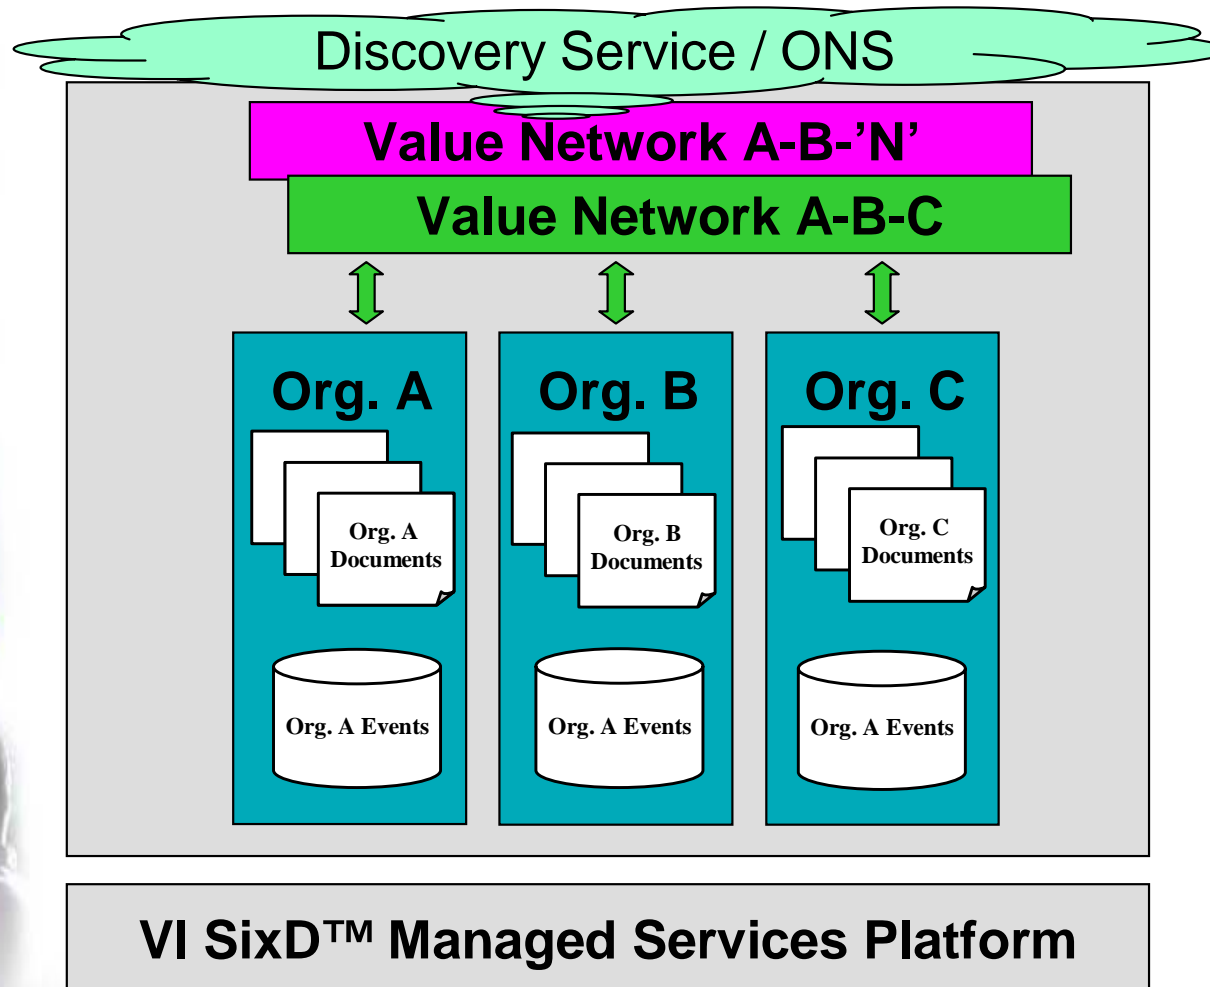 Discovery Service / ONS
Value Network A-B-’N’
Value Network A-B-C
Org. A
Org. B
Org. C
Org. A
Documents
Org. B
Documents
Org. C
Documents
Org. A Events
Org. A Events
Org. A Events
VI SixD™ Managed Services Platform